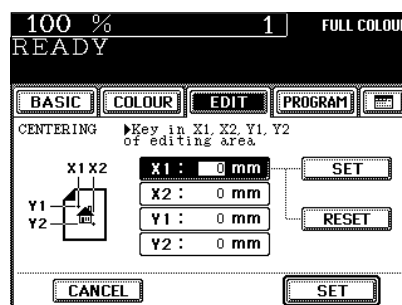 100 % 1 FULL COLOU
READY
BASIC COLOUR EDIT PROGRAM
CENTERING ▶Key in X1, X2, Y1, Y2
of editing area
X1 X2
Y1
Y2
X1 : 0 mm SET
X2 : 0 mm
Y1 : 0 mm RESET
Y2 : 0 mm
CANCEL SET